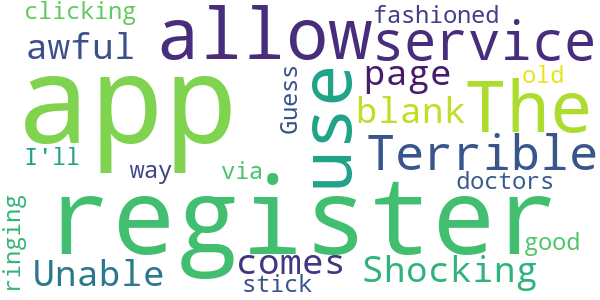 clicking
fashioned
awful
allow
service
page
old
app
Guess
use
blank
The
Terrible
I'll
way
via
doctors
register
ringing
good
Unable
comes
stick
Shocking